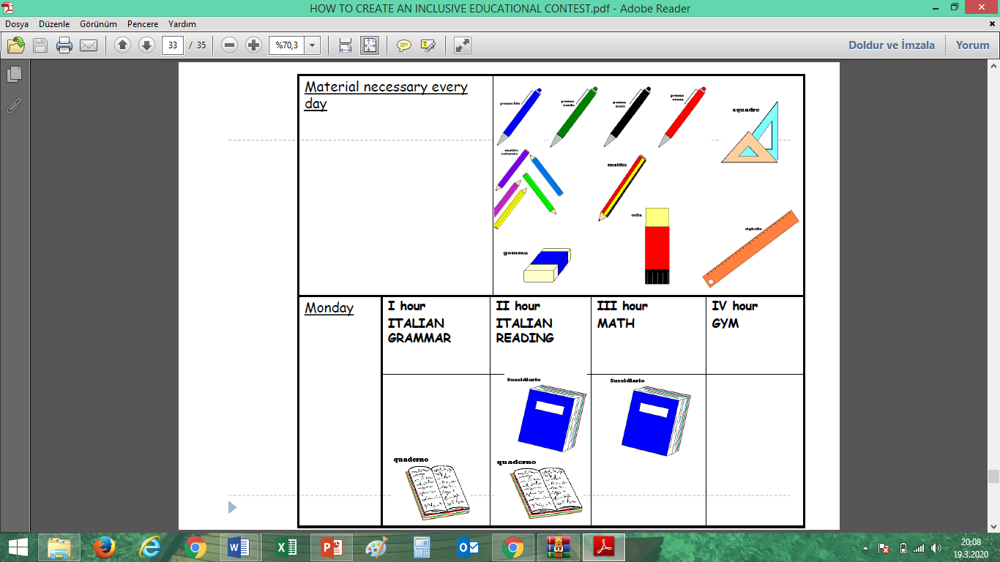 HOW TO CREATE AN INCLUSIVE EDUCATIONAL CONTEST.pdf - Adobe Reader
Dosya Düzenle Görünüm Pencere Yardım
33 / 35 %70,3 Doldur ve İmzala Yorum
Material necessary every
day
penna blu
penna
verde
penna
nera
penna
rossa
squadre
matite
colorate
matita
colla
righello
gomma
Monday
I hour
ITALIAN
GRAMMAR
II hour
ITALIAN
READING
III hour
MATH
IV hour
GYM
Sussidiario
Sussidiario
quaderno
quaderno
20:08
19.3.2020